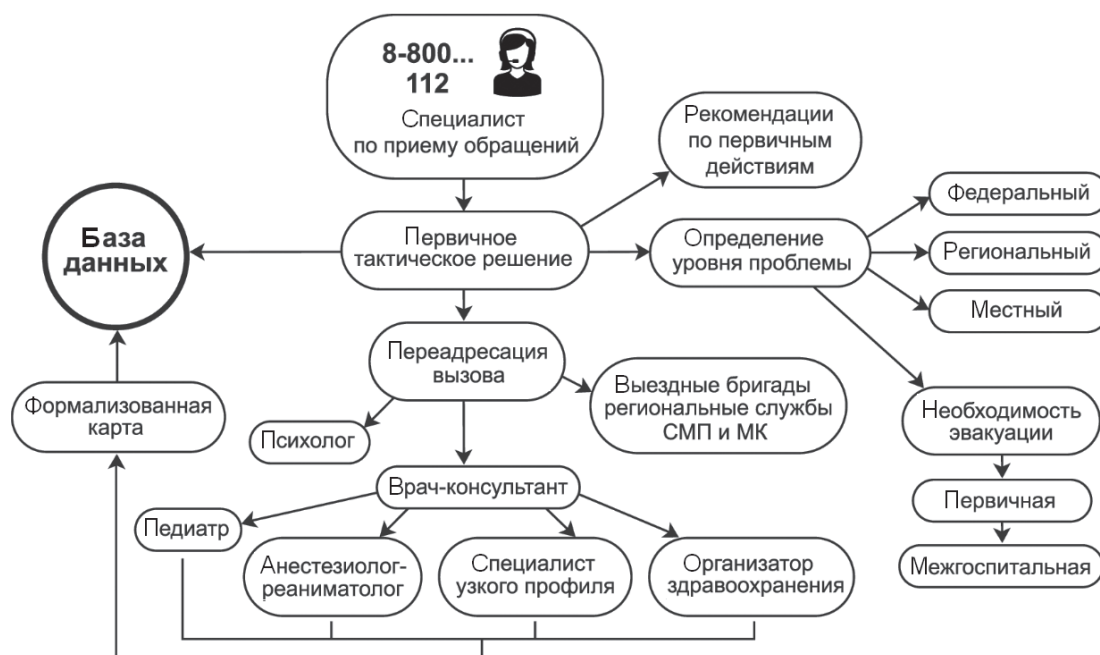 8-800...
112
Специалист
по приему обращений
Рекомендации
по первичным
действиям
Федеральный
База
данных
Первичное
тактическое решение
Определение
уровня проблемы
Региональный
Местный
Переадресация
вызова
Выездные бригады
региональные службы
СМП и МК
Формализованная
карта
Психолог
Необходимость
эвакуации
Врач-консультант
Первичная
Педиатр
Анестезиолог-
реаниматолог
Специалист
узкого профиля
Организатор
здравоохранения
Межгоспитальная